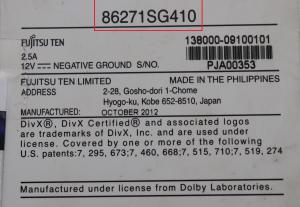 86271SG410
FUJITSU TEN 138000-09100101
2.5A
12V⎓ NEGATIVE GROUND S/NO. PJA00353
FUJITSU TEN LIMITED MADE IN THE PHILIPPINES
ADDRESS 2-28, Gosho-dori 1-Chome
Hyogo-ku, Kobe 652-8510, Japan
MANUFACTURED: OCTOBER 2012
DivX®, DivX Certified® and associated logos
are trademarks of DivX, Inc. and are used under
license. Covered by one or more of the following
U.S. patents: 7, 295, 673;7, 460, 668;7, 515, 710;7, 519, 274
Manufactured under license from Dolby Laboratories.